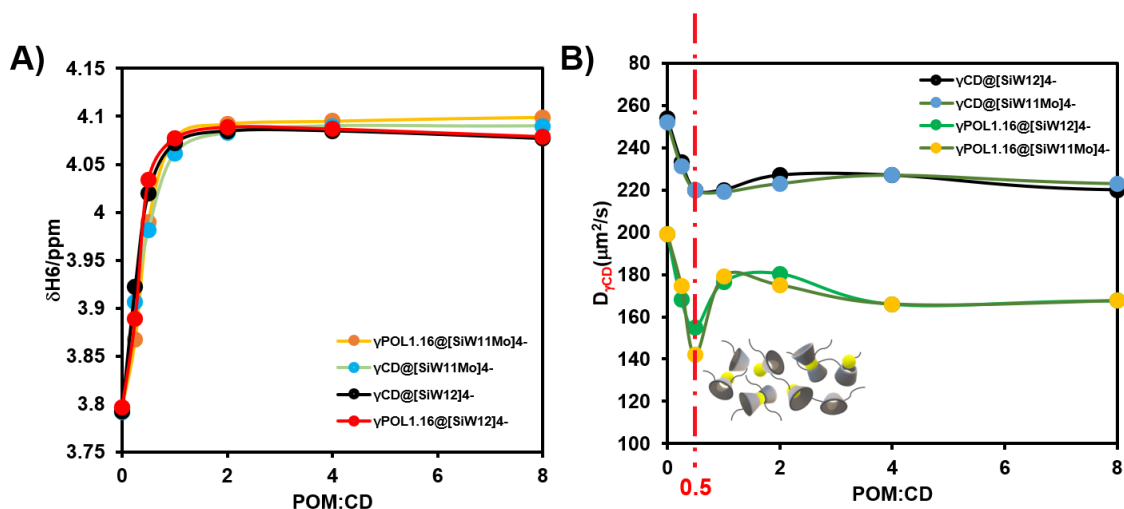 A)
4.15
4.1
4.05
4
3.95
3.9
3.85
3.8
3.75
δH6/ppm
γPOL1.16@[SiW11Mo]4-
γCD@[SiW11Mo]4-
γCD@[SiW12]4-
γPOL1.16@[SiW12]4-
0 2 4 6 8
POM:CD
B)
280
260
240
220
200
180
160
140
120
100
80
DγCD(μm²/s)
γCD@[SiW12]4-
γCD@[SiW11Mo]4-
γPOL1.16@[SiW12]4-
γPOL1.16@[SiW11Mo]4-
0 2 4 6 8
0.5
POM:CD